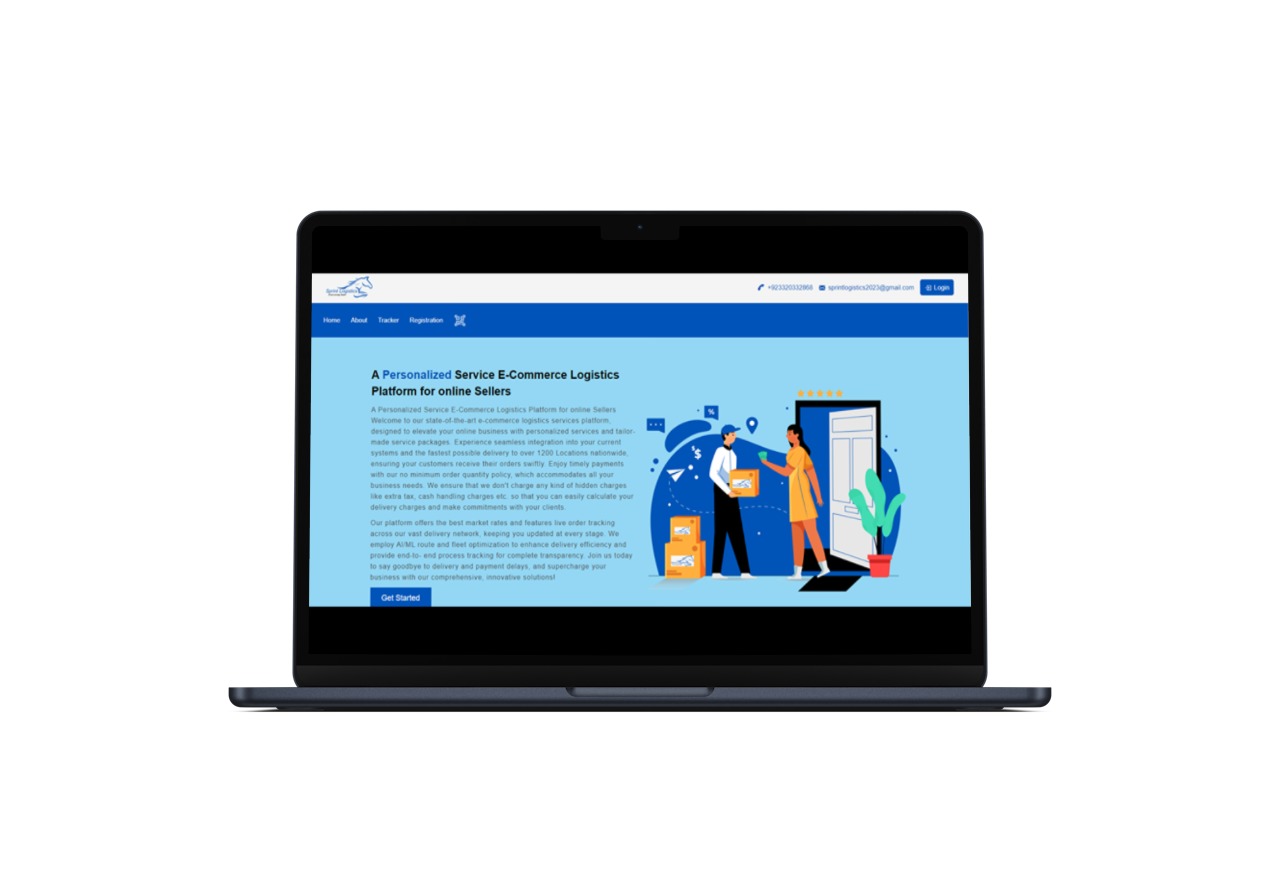 Sprint Logistics
+923320332968 sprintlogistics2023@gmail.com Login
Home About Tracker Registration
A Personalized Service E-Commerce Logistics
Platform for online Sellers
A Personalized Service E-Commerce Logistics Platform for online Sellers
Welcome to our state-of-the-art e-commerce logistics services platform,
designed to elevate your online business with personalized services and tailor-
made service packages. Experience seamless integration into your current
systems and the fastest possible delivery to over 1200 Locations nationwide,
ensuring your customers receive their orders swiftly. Enjoy timely payments
with our no minimum order quantity policy, which accommodates all your
business needs. We ensure that we don't charge any kind of hidden charges
like extra tax, cash handling charges etc. so that you can easily calculate your
delivery charges and make commitments with your clients.
Our platform offers the best market rates and features live order tracking
across our vast delivery network, keeping you updated at every stage. We
employ AI/ML route and fleet optimization to enhance delivery efficiency and
provide end-to- end process tracking for complete transparency. Join us today
to say goodbye to delivery and payment delays, and supercharge your
business with our comprehensive, innovative solutions!
Get Started
%
$